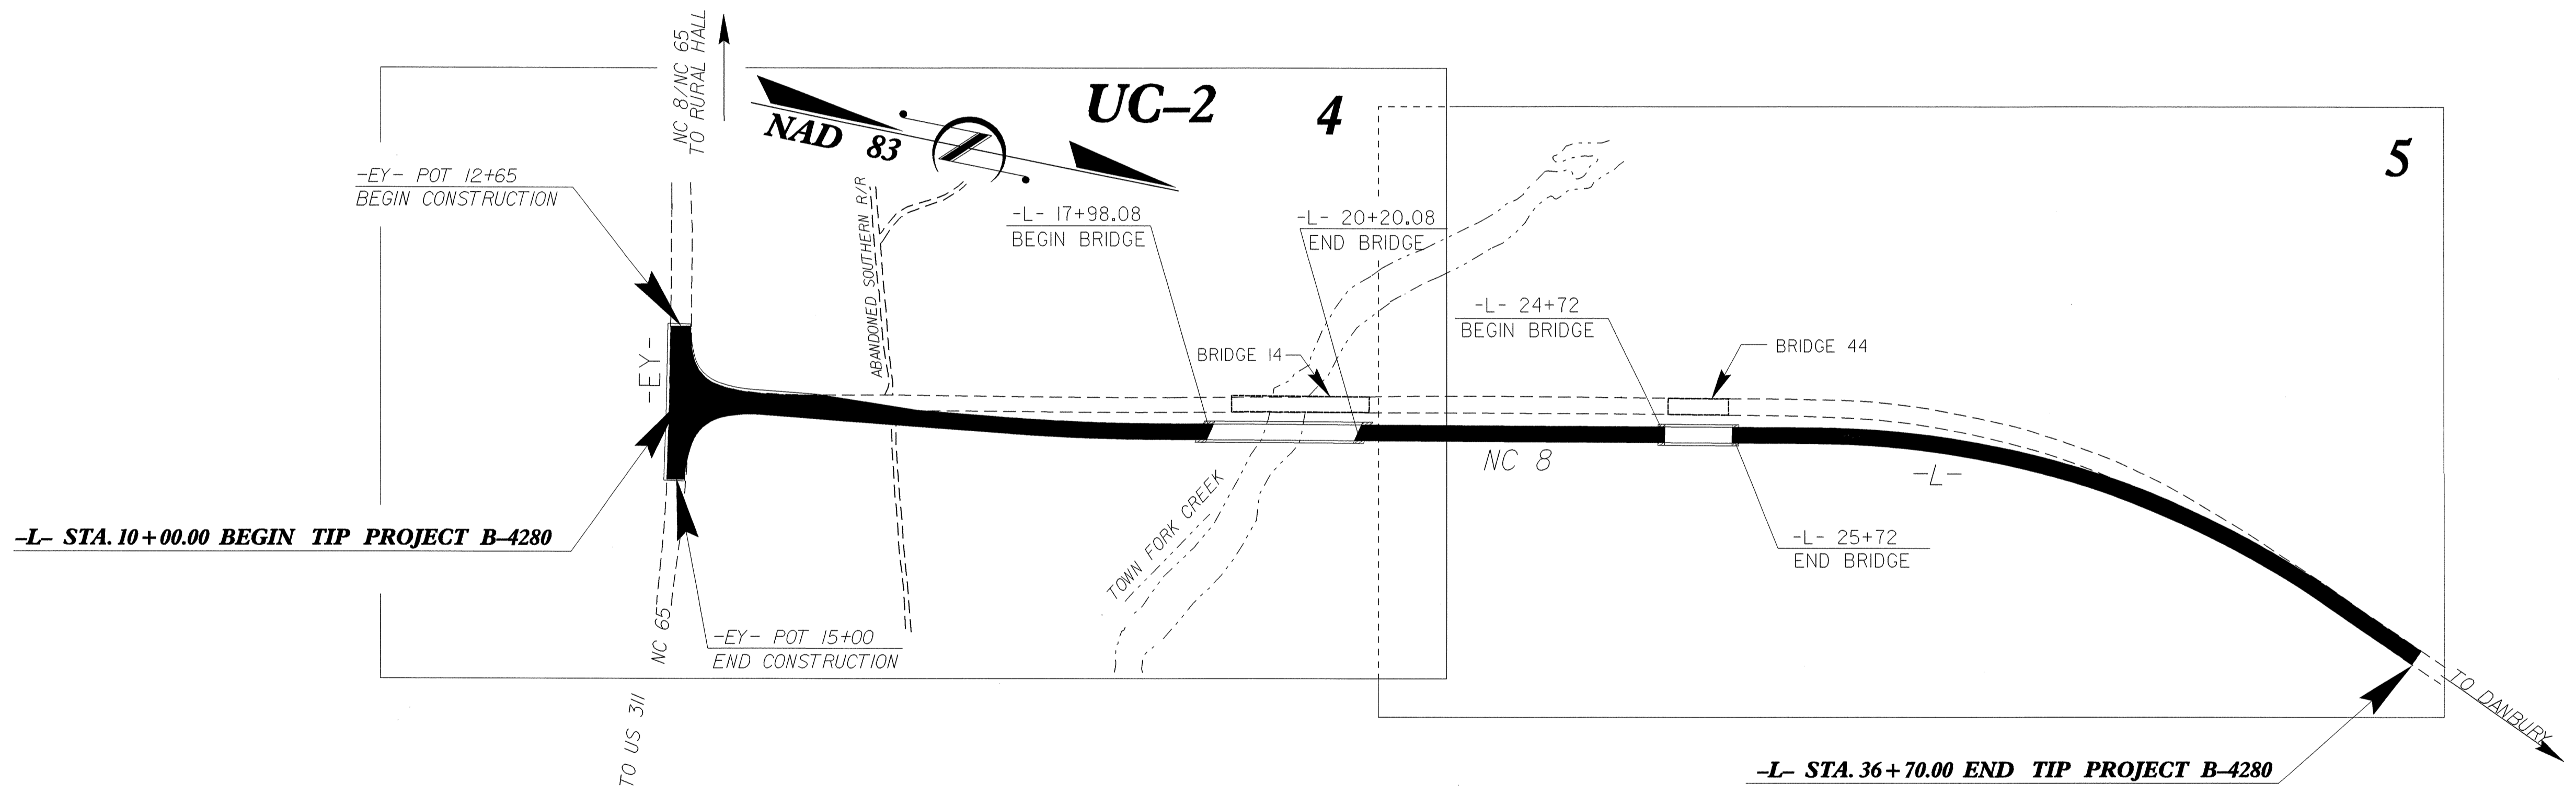 NC 8/NC 65
TO RURAL HALL
UC–2
4
5
NAD 83
-EY- POT 12+65
BEGIN CONSTRUCTION
ABANDONED SOUTHERN R/R
-L- 17+98.08
BEGIN BRIDGE
-L- 20+20.08
END BRIDGE
-L- 24+72
BEGIN BRIDGE
BRIDGE 14
BRIDGE 44
-EY-
NC 8
-L-
TOWN FORK CREEK
–L– STA. 10+00.00 BEGIN TIP PROJECT B–4280
-L- 25+72
END BRIDGE
NC 65
-EY- POT 15+00
END CONSTRUCTION
TO US 311
TO DANBURY
–L– STA. 36+70.00 END TIP PROJECT B–4280